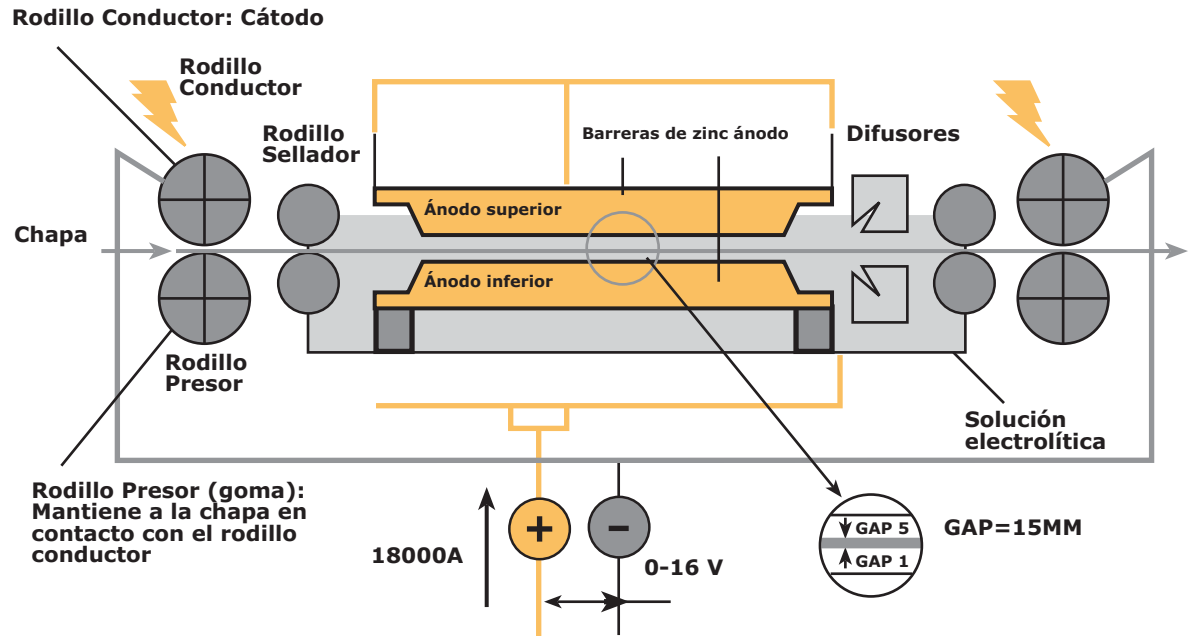 Rodillo Conductor: Cátodo
Rodillo
Conductor
Rodillo
Sellador
Barreras de zinc ánodo
Difusores
Ánodo superior
Chapa
Ánodo inferior
Rodillo
Presor
Solución
electrolítica
Rodillo Presor (goma):
Mantiene a la chapa en
contacto con el rodillo
conductor
18000A
+
−
0-16 V
GAP 5
GAP 1
GAP=15MM